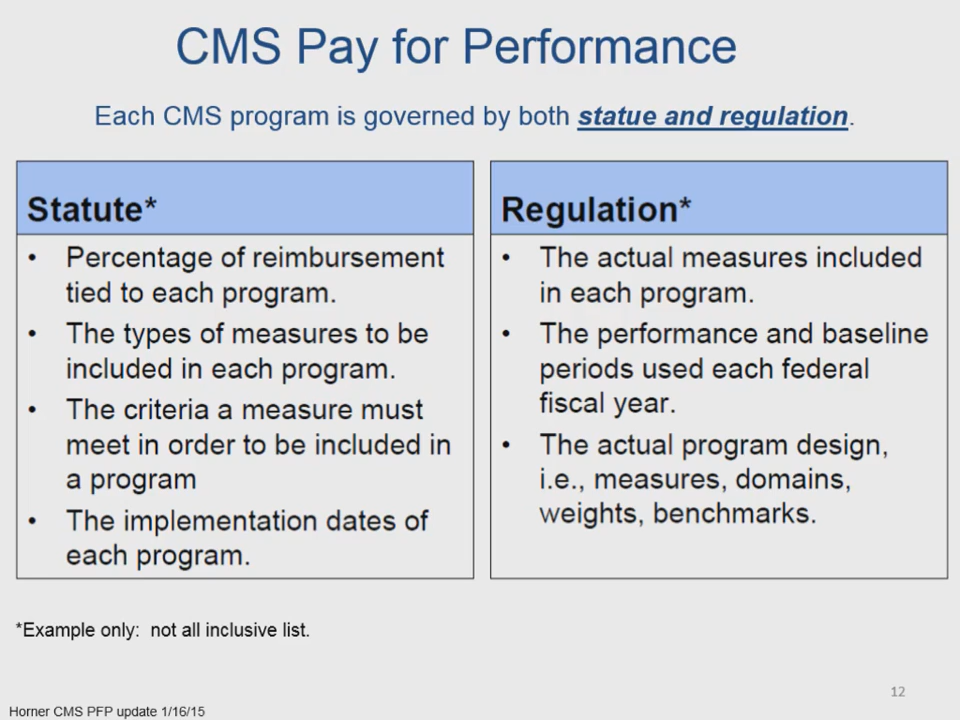 CMS Pay for Performance
Each CMS program is governed by both statue and regulation.
Statute*
• Percentage of reimbursement
tied to each program.
• The types of measures to be
included in each program.
• The criteria a measure must
meet in order to be included in
a program
• The implementation dates of
each program.
Regulation*
• The actual measures included
in each program.
• The performance and baseline
periods used each federal
fiscal year.
• The actual program design,
i.e., measures, domains,
weights, benchmarks.
*Example only:  not all inclusive list.
12
Horner CMS PFP update 1/16/15